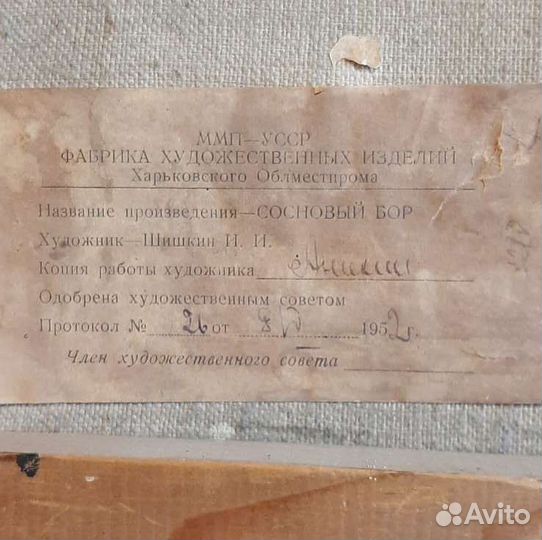 ММП—УССР
ФАБРИКА ХУДОЖЕСТВЕННЫХ ИЗДЕЛИЙ
Харьковского Облместпрома
Название произведения—СОСНОВЫЙ БОР
Художник—Шишкин И. И.
Копия работы художника
Одобрена художественным советом
Протокол № 26 от 1952 г.
Член художественного совета
Avito